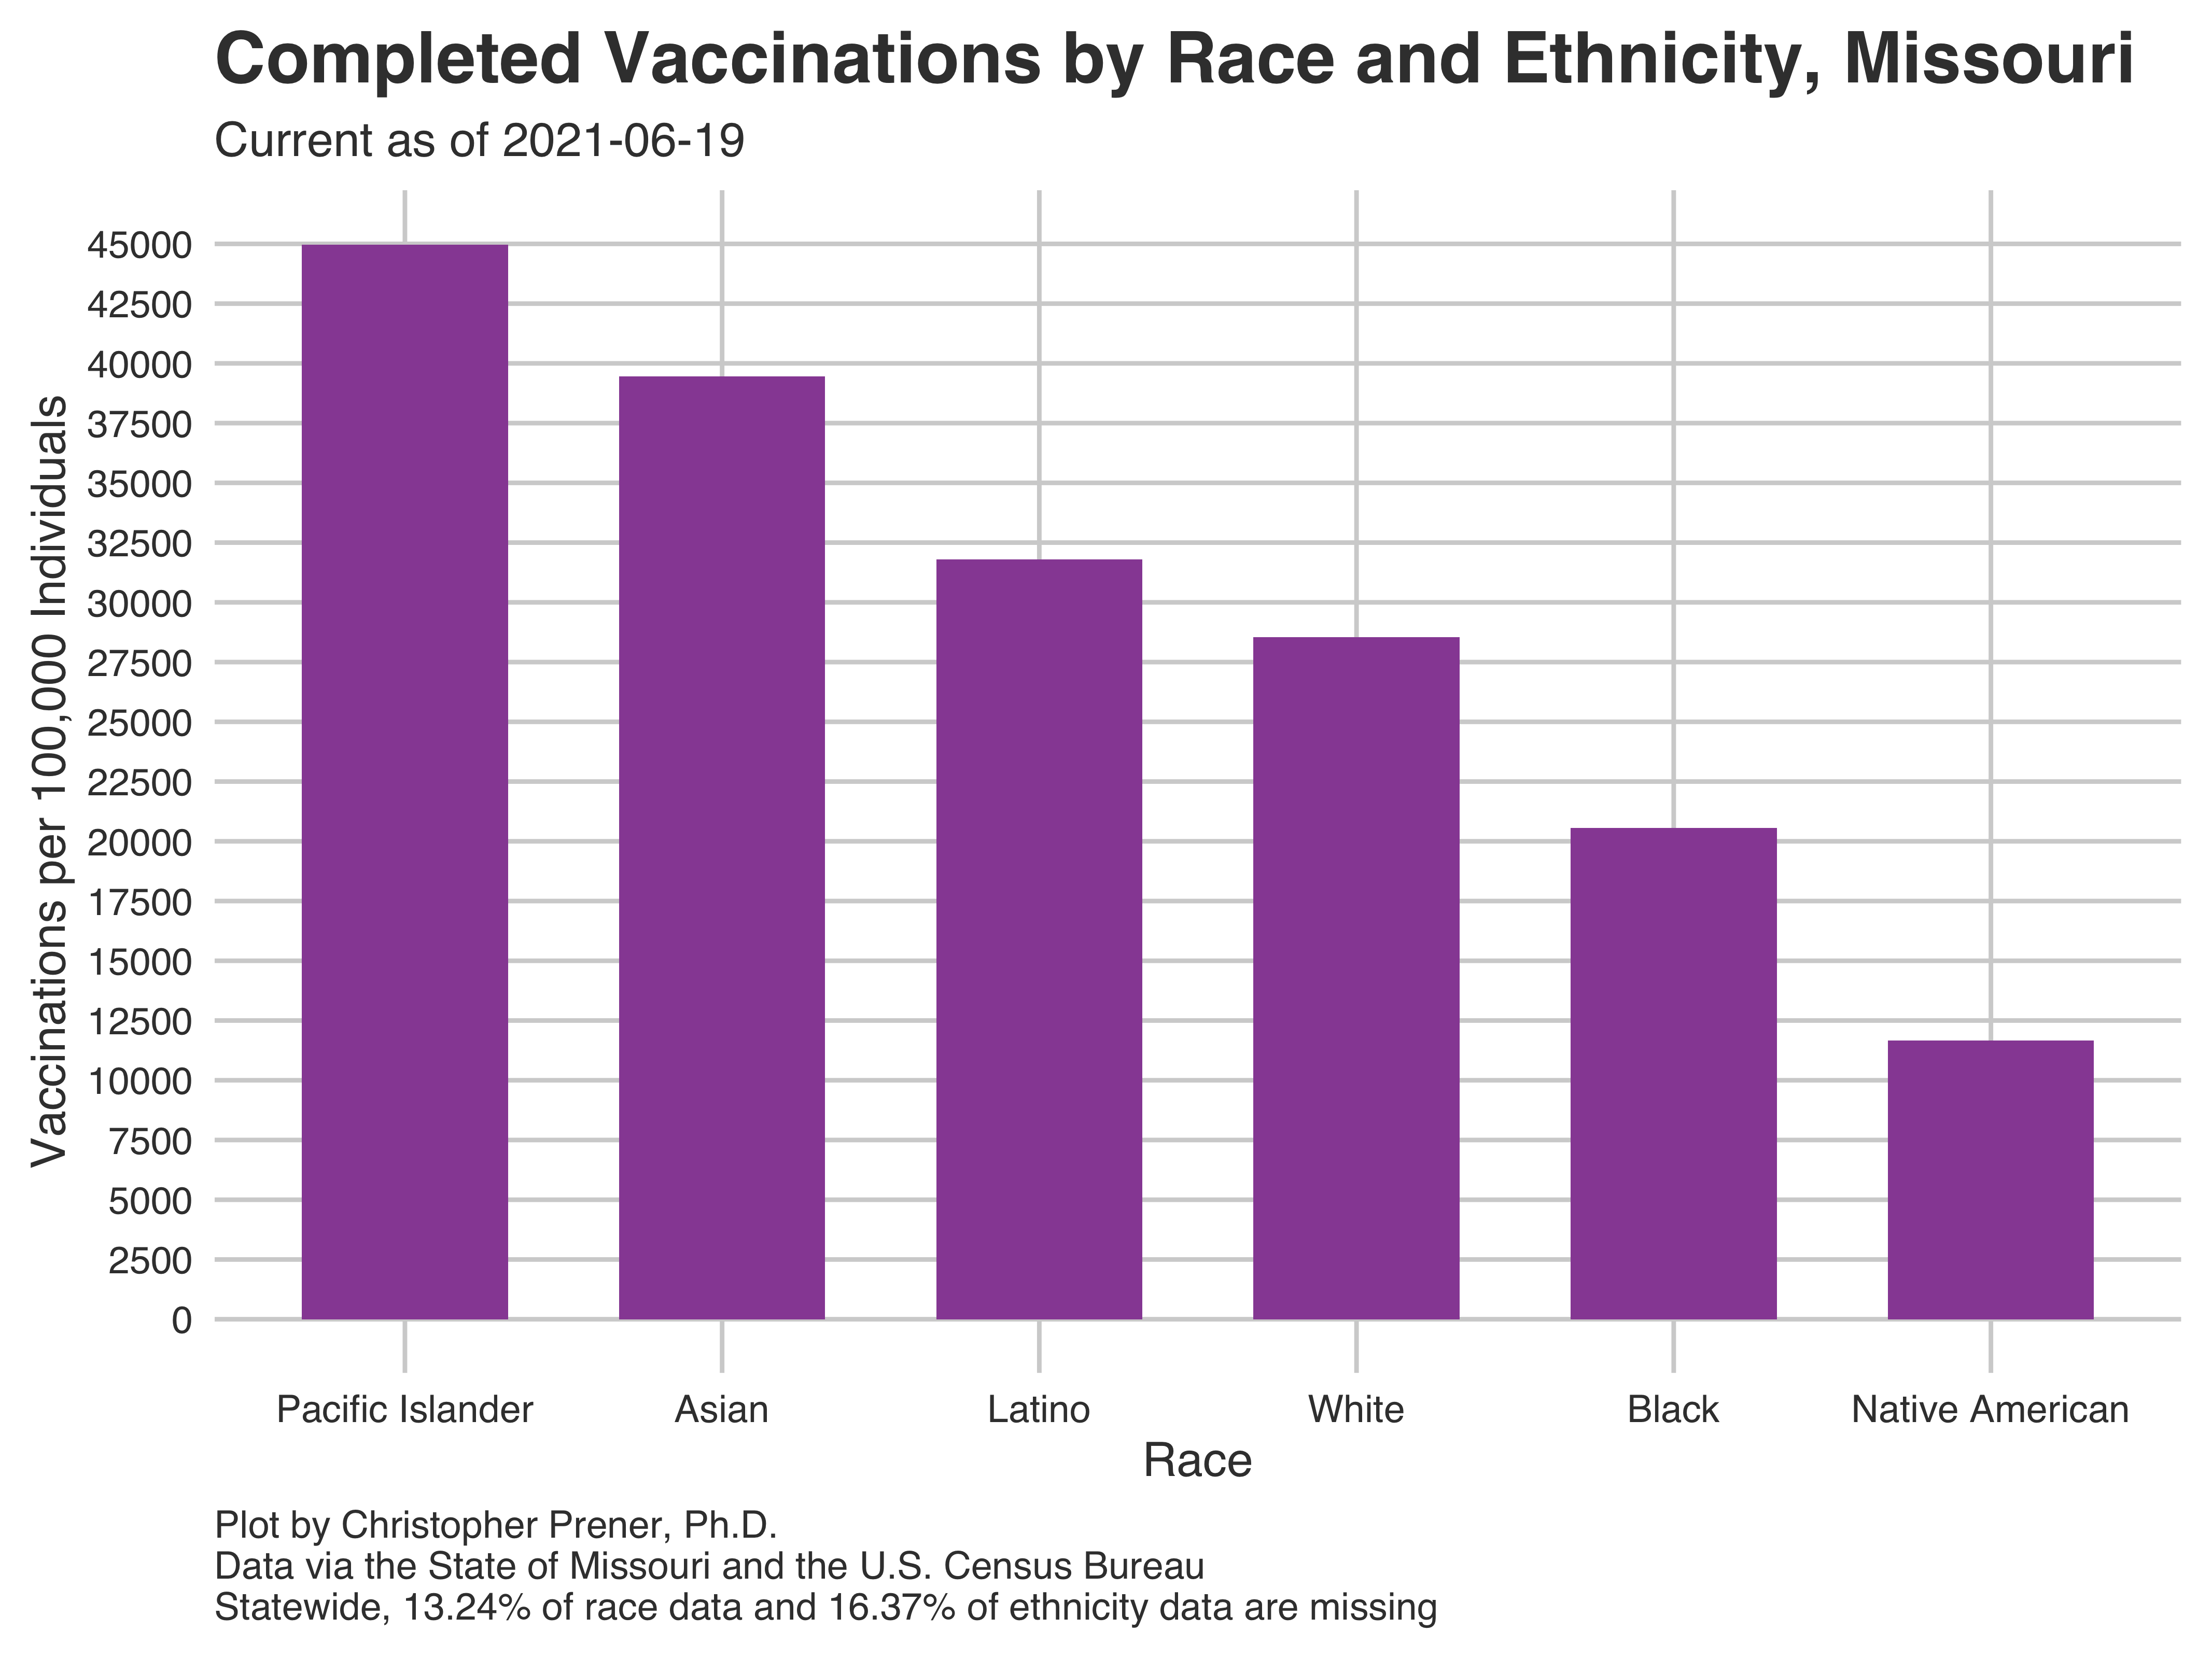 Completed Vaccinations by Race and Ethnicity, Missouri
Current as of 2021-06-19
Vaccinations per 100,000 Individuals
45000
42500
40000
37500
35000
32500
30000
27500
25000
22500
20000
17500
15000
12500
10000
7500
5000
2500
0
Pacific Islander Asian Latino White Black Native American
Race
Plot by Christopher Prener, Ph.D.
Data via the State of Missouri and the U.S. Census Bureau
Statewide, 13.24% of race data and 16.37% of ethnicity data are missing